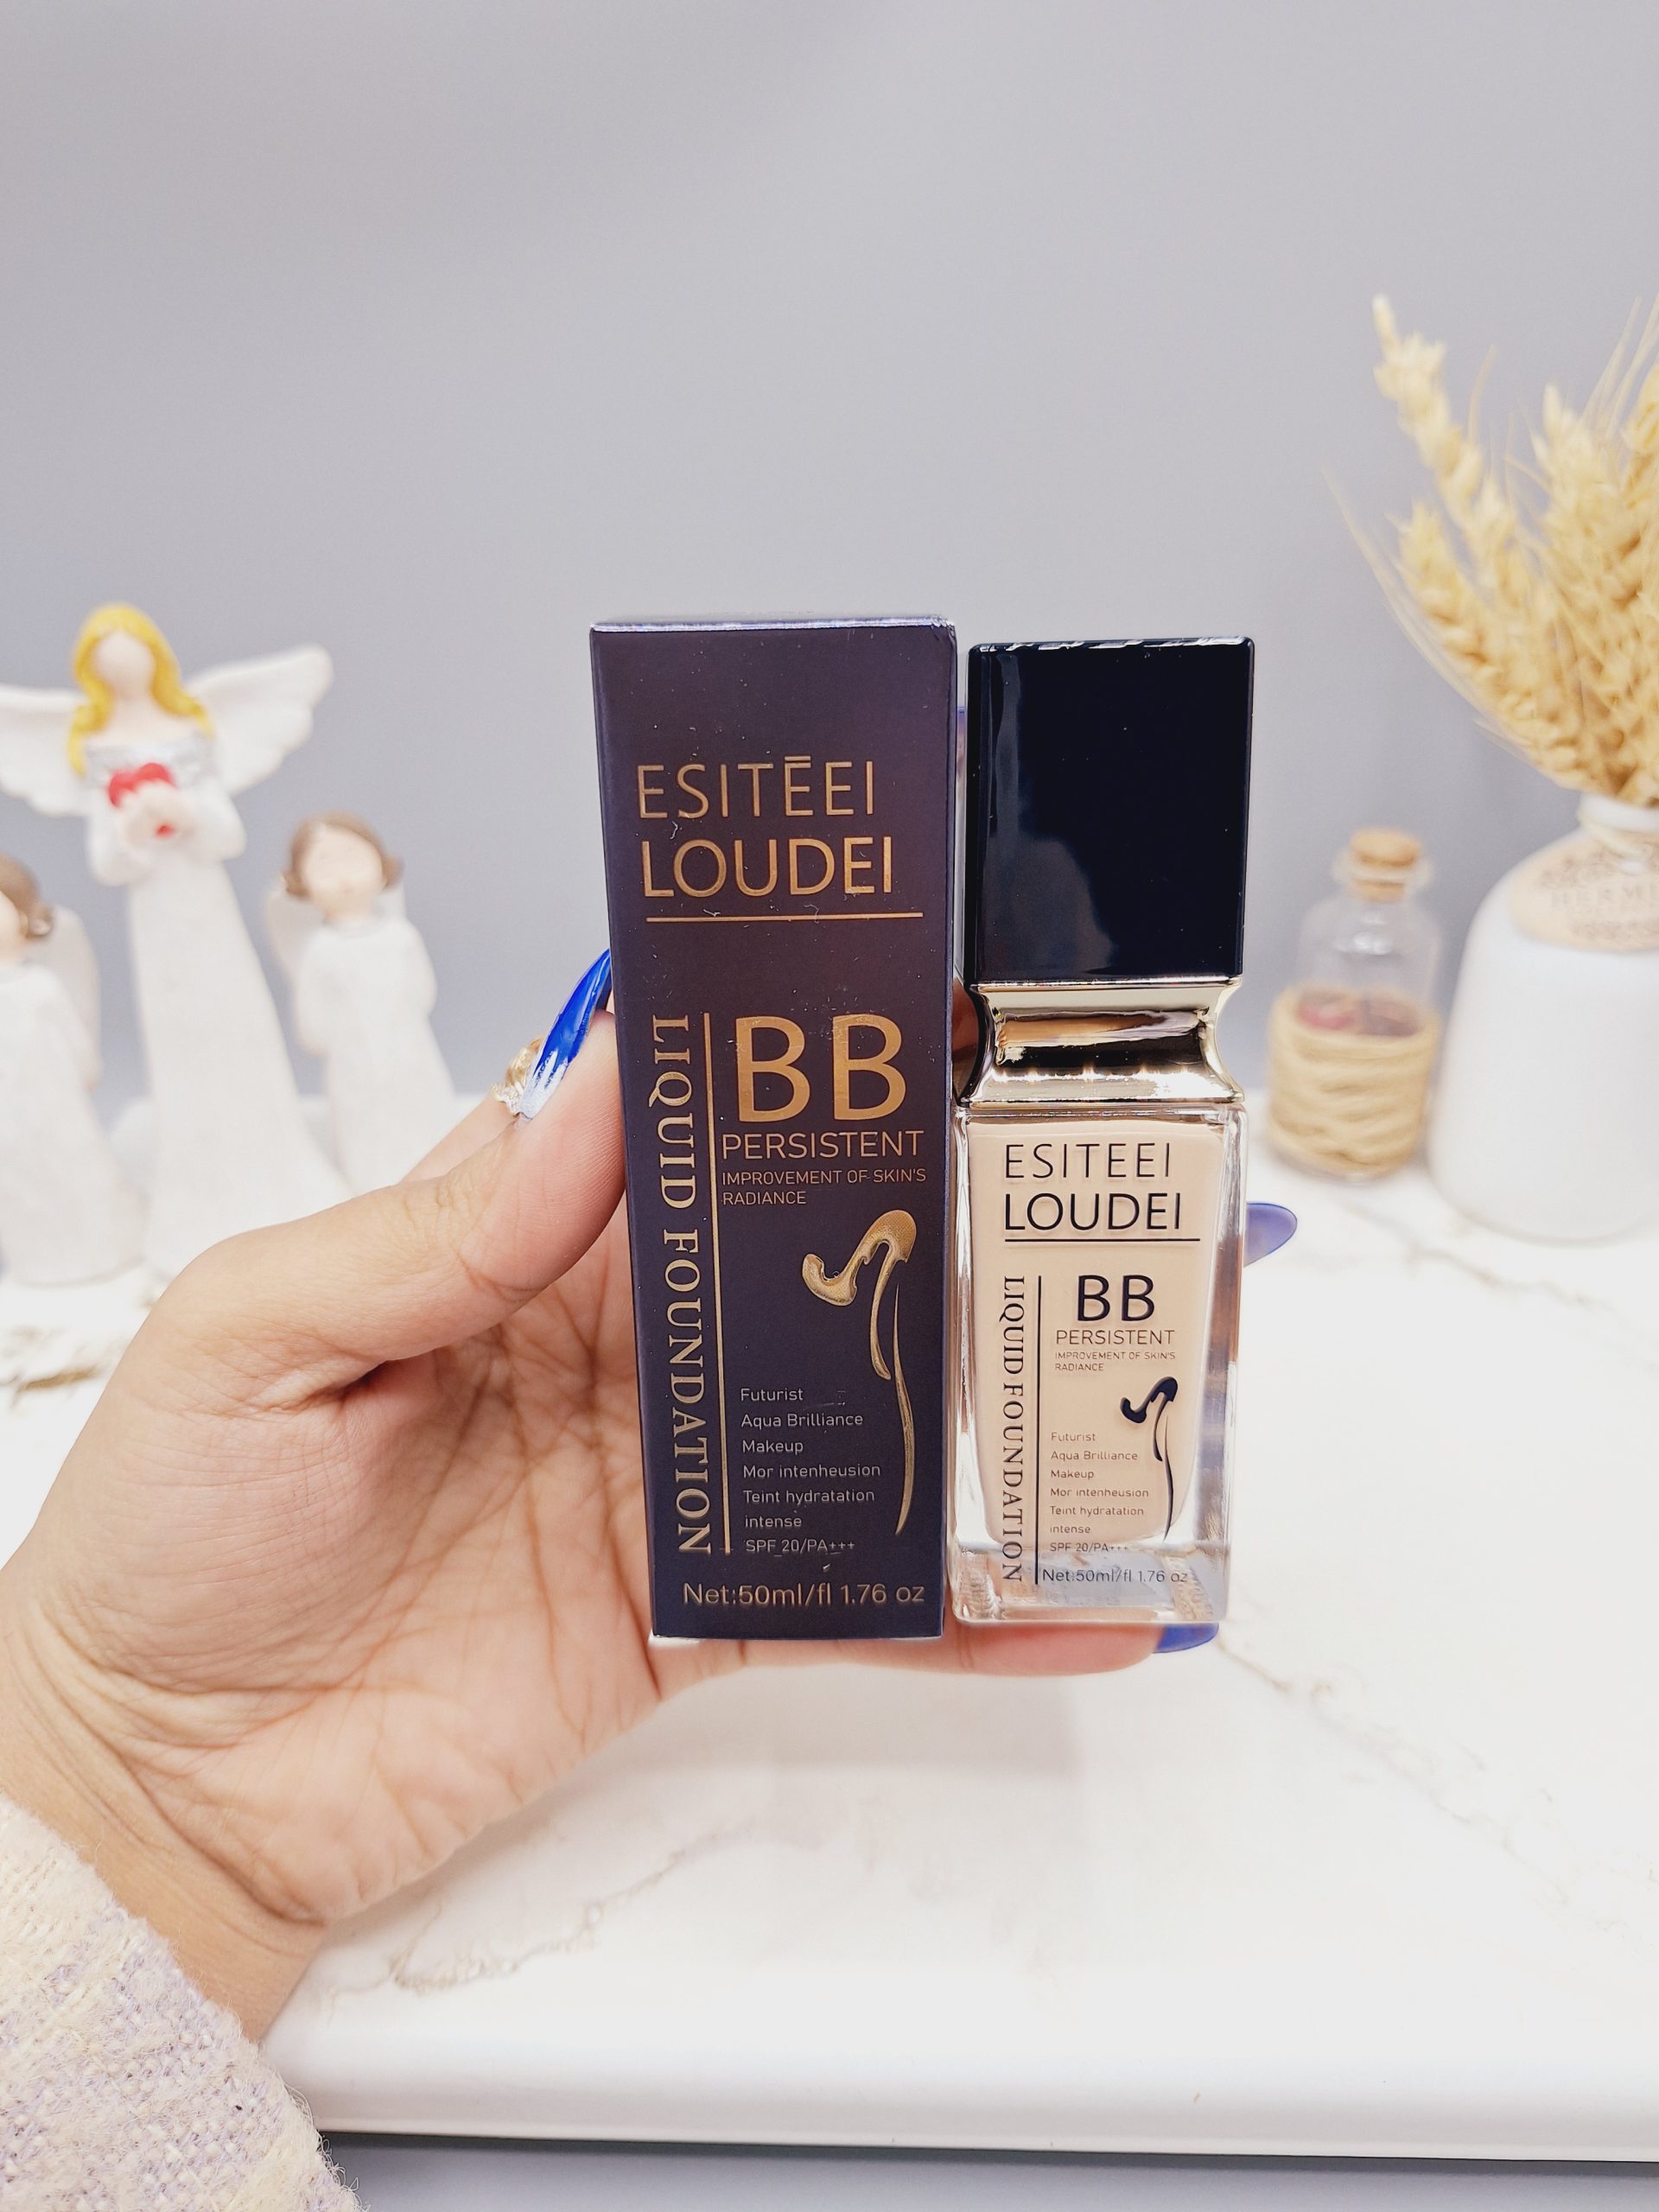 ESITĒEI
LOUDEI
LIQUID FOUNDATION
BB
PERSISTENT
IMPROVEMENT OF SKIN'S
RADIANCE
Futurist
Aqua Brilliance
Makeup
Mor intenheusion
Teint hydratation
intense
SPF 20/PA+++
Net:50ml/fl 1.76 oz
ESITEEI
LOUDEI
LIQUID FOUNDATION
BB
PERSISTENT
IMPROVEMENT OF SKIN'S
RADIANCE
Futurist
Aqua Brilliance
Makeup
Mor intenheusion
Teint hydratation
intense
SPF 20/PA+++
Net:50ml/fl 1.76 oz